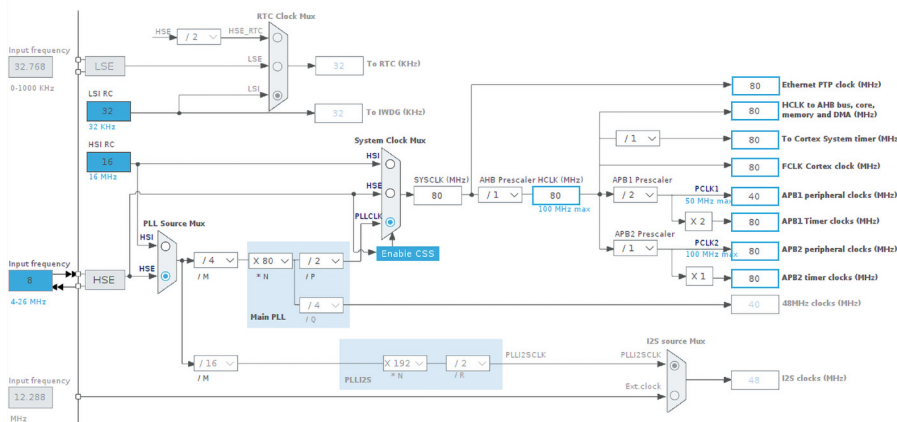 RTC Clock Mux
HSE
/ 2
HSE_RTC
Input frequency
32.768
0-1000 KHz
LSE
LSE
32
To RTC (KHz)
LSI RC
32
32 KHz
LSI
32
To IWDG (KHz)
HSI RC
16
16 MHz
System Clock Mux
HSI
HSE
PLLCLK
Enable CSS
SYSCLK (MHz)
80
AHB Prescaler
/ 1
HCLK (MHz)
80
100 MHz max
80
Ethernet PTP clock (MHz)
80
HCLK to AHB bus, core,
memory and DMA (MHz)
/ 1
80
To Cortex System timer (MHz)
80
FCLK Cortex clock (MHz)
APB1 Prescaler
/ 2
PCLK1
50 MHz max
40
APB1 peripheral clocks (MHz)
X 2
80
APB1 Timer clocks (MHz)
APB2 Prescaler
/ 1
PCLK2
100 MHz max
80
APB2 peripheral clocks (MHz)
X 1
80
APB2 timer clocks (MHz)
40
48MHz clocks (MHz)
PLL Source Mux
HSI
HSE
Input frequency
8
4-26 MHz
HSE
/ 4
/ M
X 80
* N
/ 2
/ P
/ 4
/ Q
Main PLL
/ 16
/ M
X 192
* N
/ 2
/ R
PLLI2S
PLLI2SCLK
I2S source Mux
PLLI2SCLK
Ext.clock
48
I2S clocks (MHz)
Input frequency
12.288
MHz